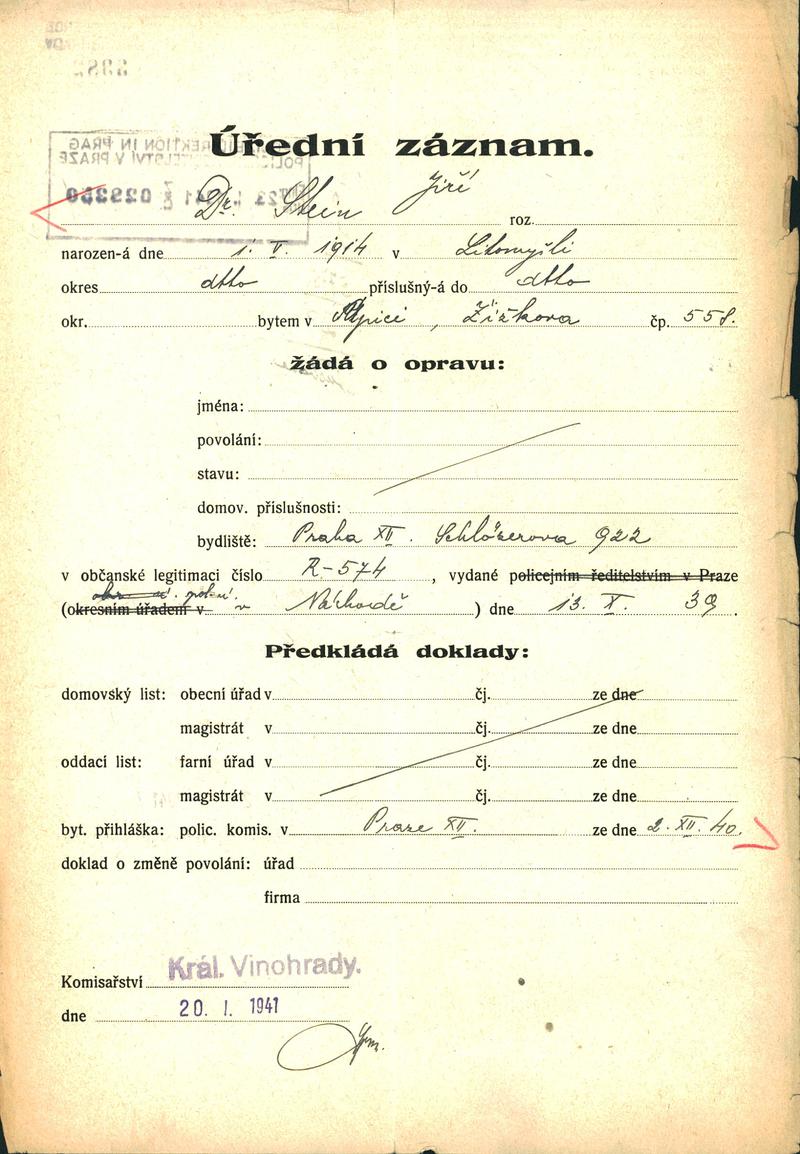 Úřední záznam.
Dr. Stein Jiří roz.
narozen-á dne 1. V. 1914 v Litomyšli
okres dtto příslušný-á do dtto
okr. bytem v Úpici, Žižkova čp. 558.
žádá o opravu:
jména:
povolání:
stavu:
domov. příslušnosti:
bydliště: Praha XII. Schlözerova 922
v občanské legitimaci číslo R-574, vydané policejním ředitelstvím v Praze
(okresním úřadem v v Náchodě) dne 13. X. 39.
Předkládá doklady:
domovský list: obecní úřad v čj. ze dne
magistrát v čj. ze dne
oddací list: farní úřad v čj. ze dne
magistrát v čj. ze dne
byt. přihláška: polic. komis. v Praze XII. ze dne 2. XII. 40.
doklad o změně povolání: úřad
firma
Komisařství Král. Vinohrady.
dne 20. I. 1941